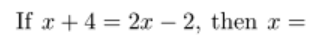 If x + 4 = 2x − 2, then x =